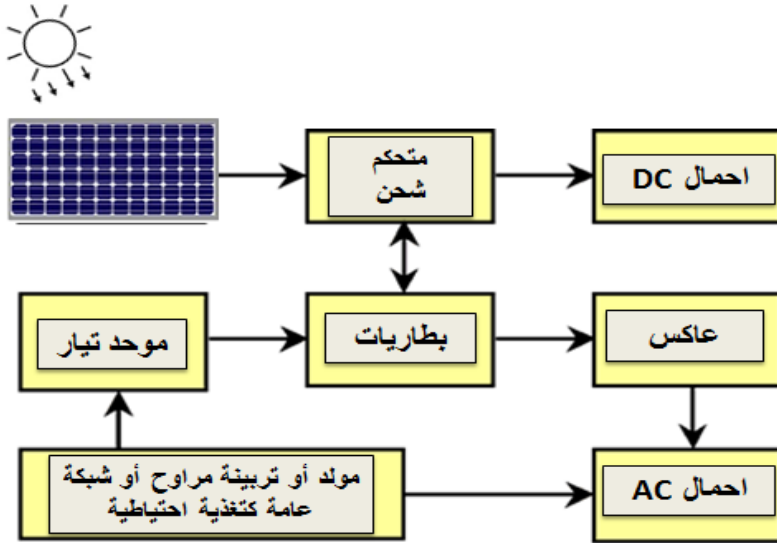 متحكم
شحن
احمال DC
موحد تيار
بطاريات
عاكس
مولد أو تربينة مراوح أو شبكة
عامة كتغذية احتياطية
احمال AC